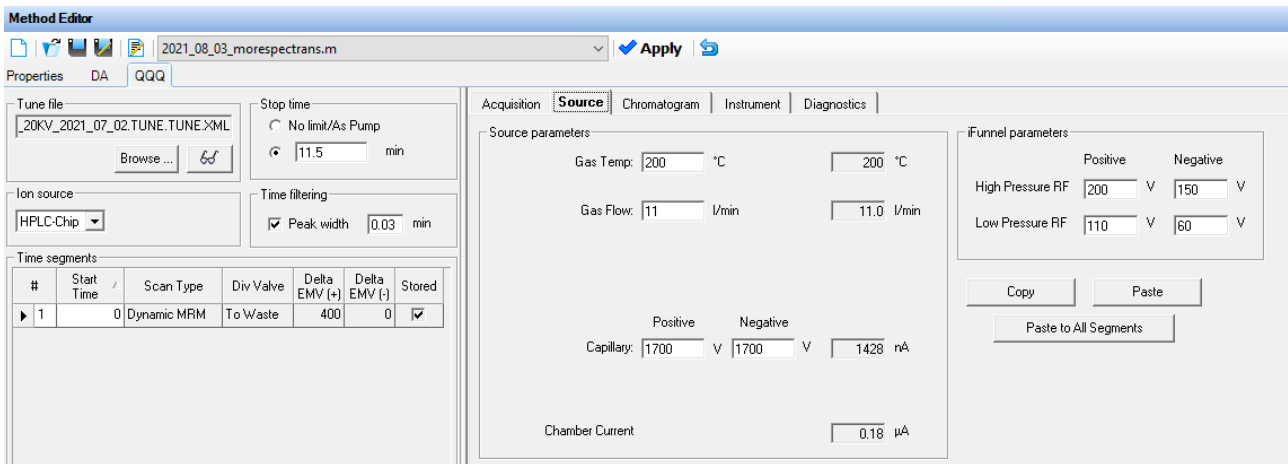 Method Editor
2021_08_03_morespectrans.m Apply
Properties DA QQQ
Tune file
_20KV_2021_07_02.TUNE.TUNE.XML
Browse ...
Stop time
No limit/As Pump
11.5 min
Ion source
HPLC-Chip
Time filtering
Peak width 0.03 min
Time segments
# Start Time / Scan Type Div Valve Delta EMV (+) Delta EMV (-) Stored
1 0 Dynamic MRM To Waste 400 0
Acquisition Source Chromatogram Instrument Diagnostics
Source parameters
Gas Temp: 200 °C 200 °C
Gas Flow: 11 l/min 11.0 l/min
Positive Negative
Capillary: 1700 V 1700 V 1428 nA
Chamber Current 0.18 µA
iFunnel parameters
Positive Negative
High Pressure RF 200 V 150 V
Low Pressure RF 110 V 60 V
Copy Paste
Paste to All Segments